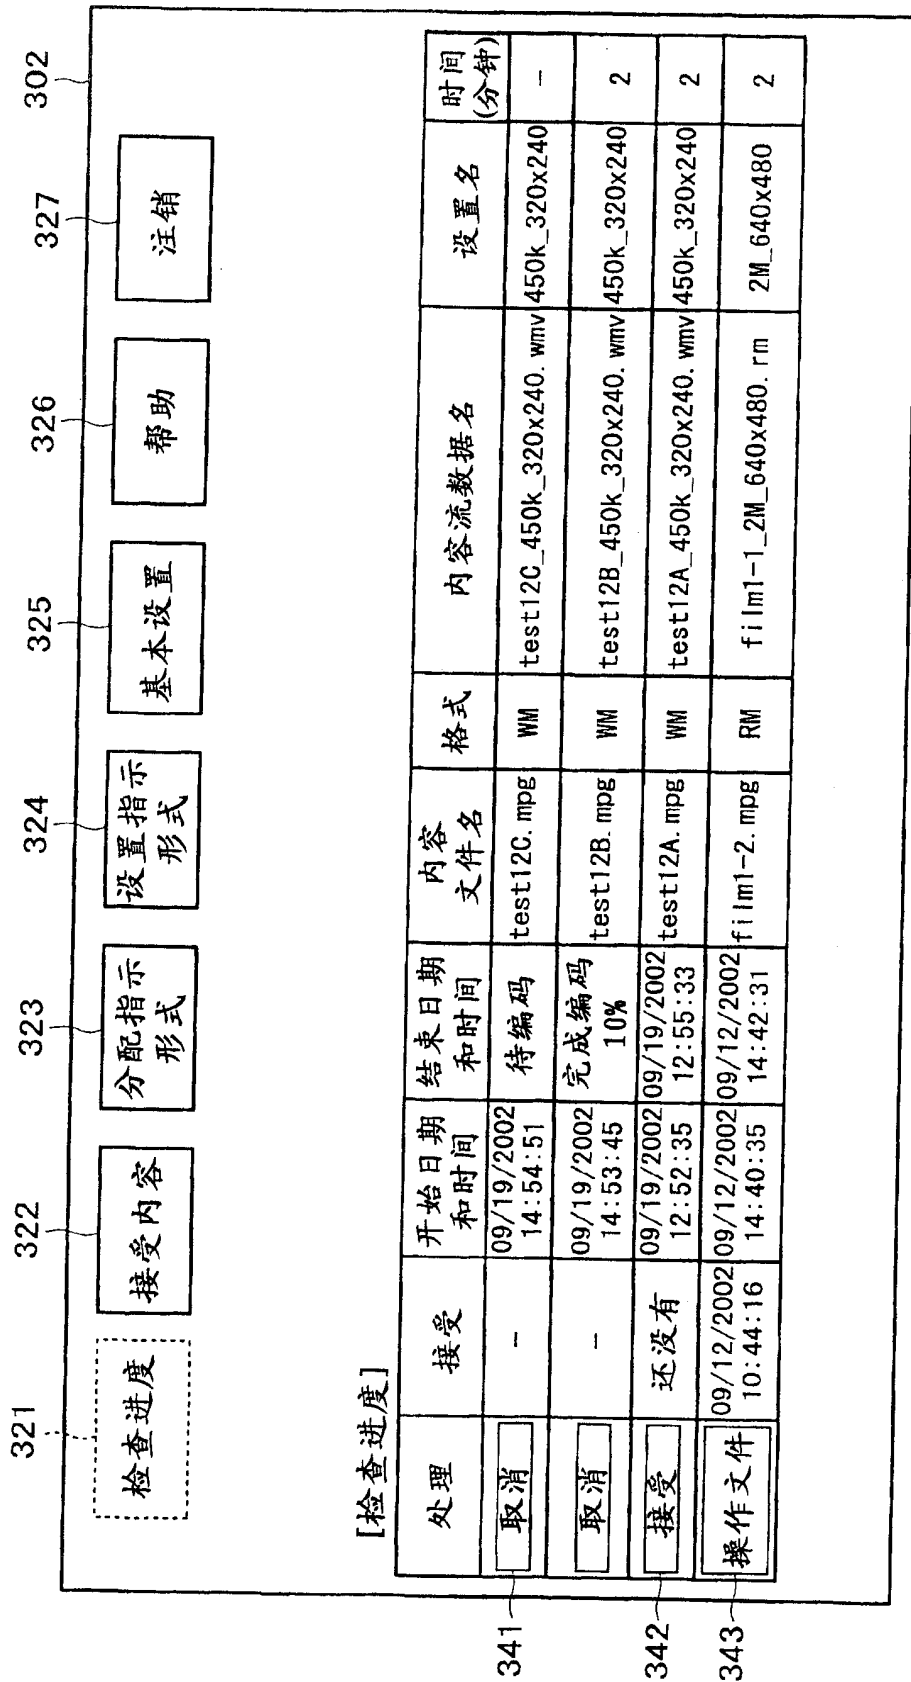 302
321
322
323
324
325
326
327
检查进度
接受内容
分配指示
形式
设置指示
形式
基本设置
帮助
注销
[检查进度]
处理
接受
开始日期
和时间
结束日期
和时间
内容
文件名
格式
内容流数据名
设置名
时间
(分钟)
341
取消
-
09/19/2002
14:54:51
待编码
test12C.mpg
WM
test12C_450k_320x240.wmv
450k_320x240
-
取消
-
09/19/2002
14:53:45
完成编码
10%
test12B.mpg
WM
test12B_450k_320x240.wmv
450k_320x240
2
342
接受
还没有
09/19/2002
12:52:35
09/19/2002
12:55:33
test12A.mpg
WM
test12A_450k_320x240.wmv
450k_320x240
2
343
操作文件
09/12/2002
10:44:16
09/12/2002
14:40:35
09/12/2002
14:42:31
film1-2.mpg
RM
film1-1_2M_640x480.rm
2M_640x480
2